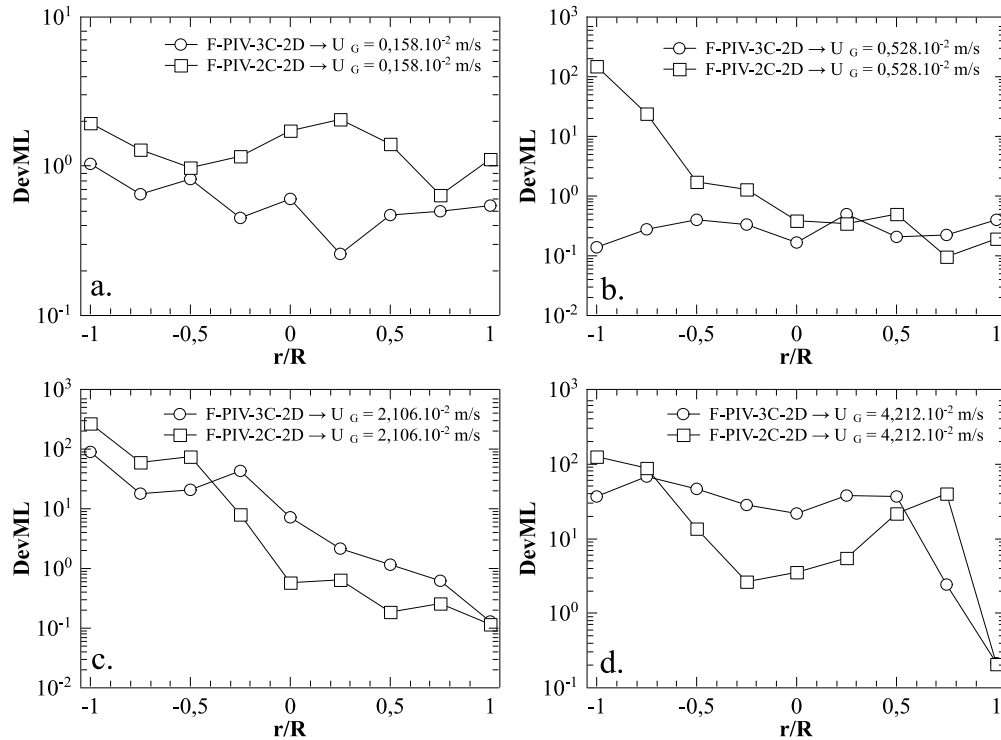 F-PIV-3C-2D → U G = 0,158.10-2 m/s
F-PIV-2C-2D → U G = 0,158.10-2 m/s
DevML
10^1
10^0
10^-1
a.
-1 -0,5 0 0,5 1
r/R
F-PIV-3C-2D → U G = 0,528.10-2 m/s
F-PIV-2C-2D → U G = 0,528.10-2 m/s
DevML
10^3
10^2
10^1
10^0
10^-1
10^-2
b.
-1 -0,5 0 0,5 1
r/R
F-PIV-3C-2D → U G = 2,106.10-2 m/s
F-PIV-2C-2D → U G = 2,106.10-2 m/s
DevML
10^3
10^2
10^1
10^0
10^-1
10^-2
c.
-1 -0,5 0 0,5 1
r/R
F-PIV-3C-2D → U G = 4,212.10-2 m/s
F-PIV-2C-2D → U G = 4,212.10-2 m/s
DevML
10^3
10^2
10^1
10^0
10^-1
d.
-1 -0,5 0 0,5 1
r/R